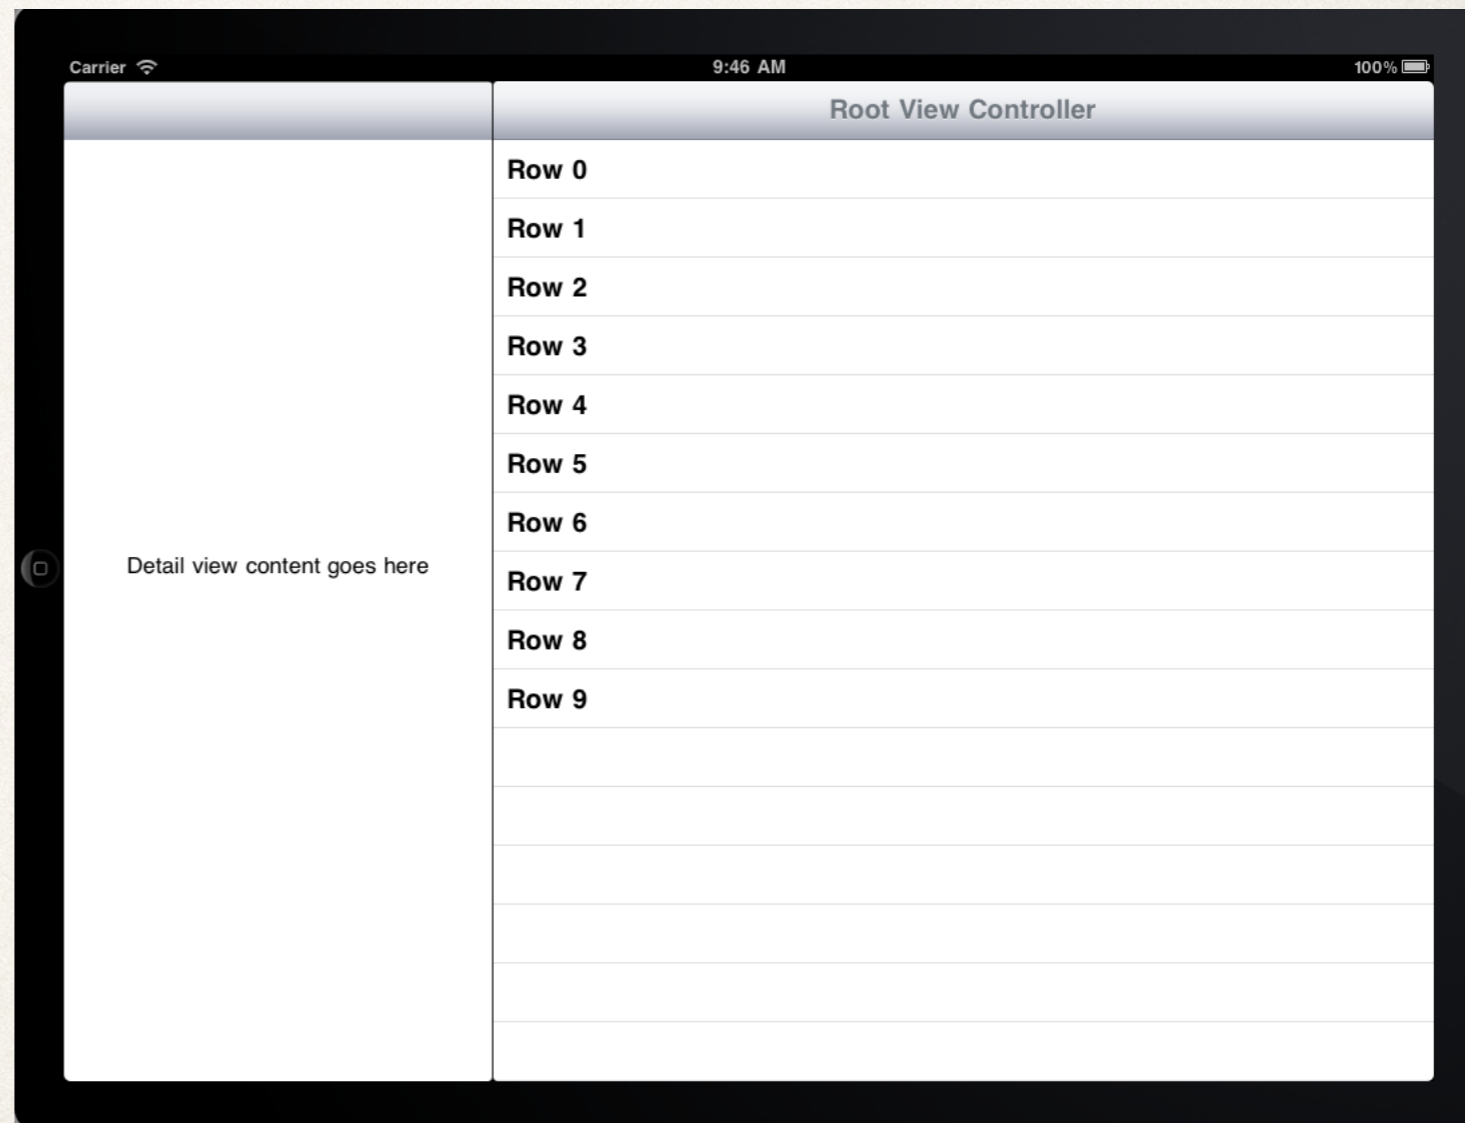 Carrier
9:46 AM
100%
Root View Controller
Detail view content goes here
Row 0
Row 1
Row 2
Row 3
Row 4
Row 5
Row 6
Row 7
Row 8
Row 9